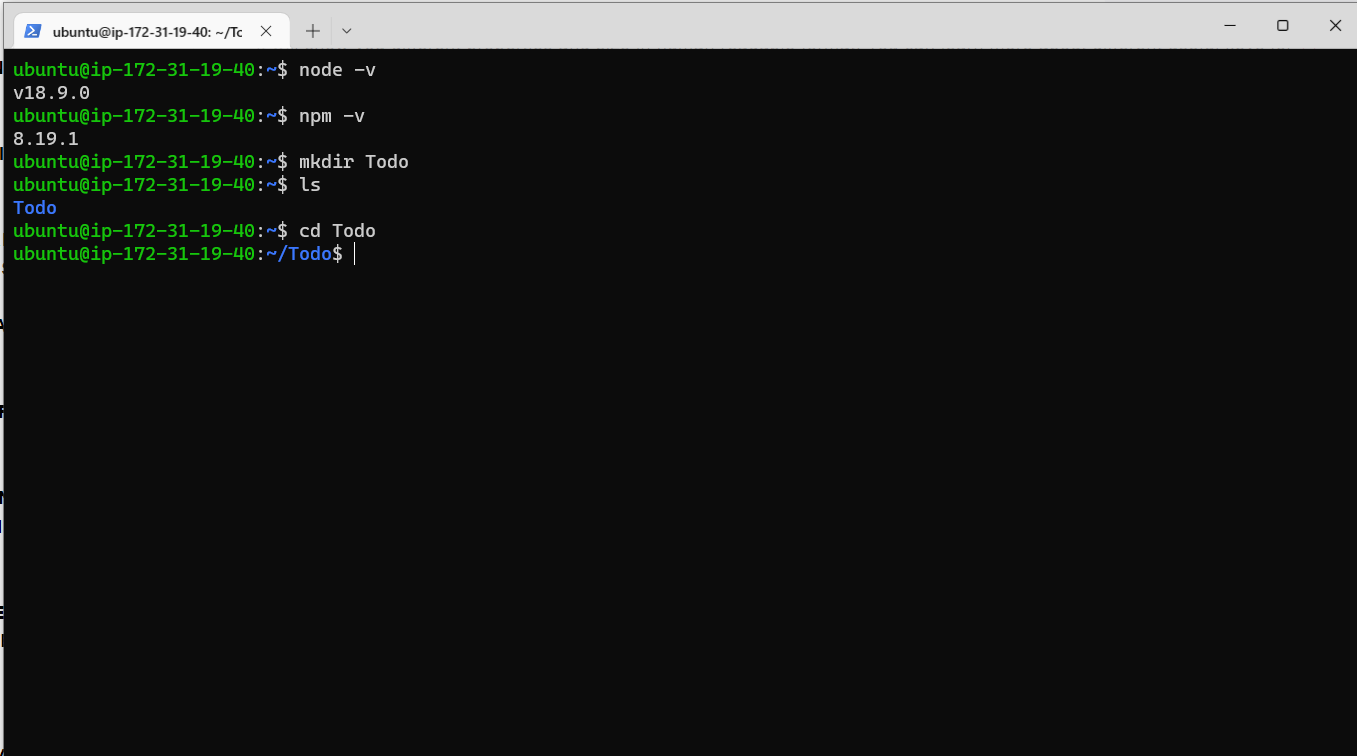 ubuntu@ip-172-31-19-40: ~/Tc
ubuntu@ip-172-31-19-40:~$ node -v
v18.9.0
ubuntu@ip-172-31-19-40:~$ npm -v
8.19.1
ubuntu@ip-172-31-19-40:~$ mkdir Todo
ubuntu@ip-172-31-19-40:~$ ls
Todo
ubuntu@ip-172-31-19-40:~$ cd Todo
ubuntu@ip-172-31-19-40:~/Todo$